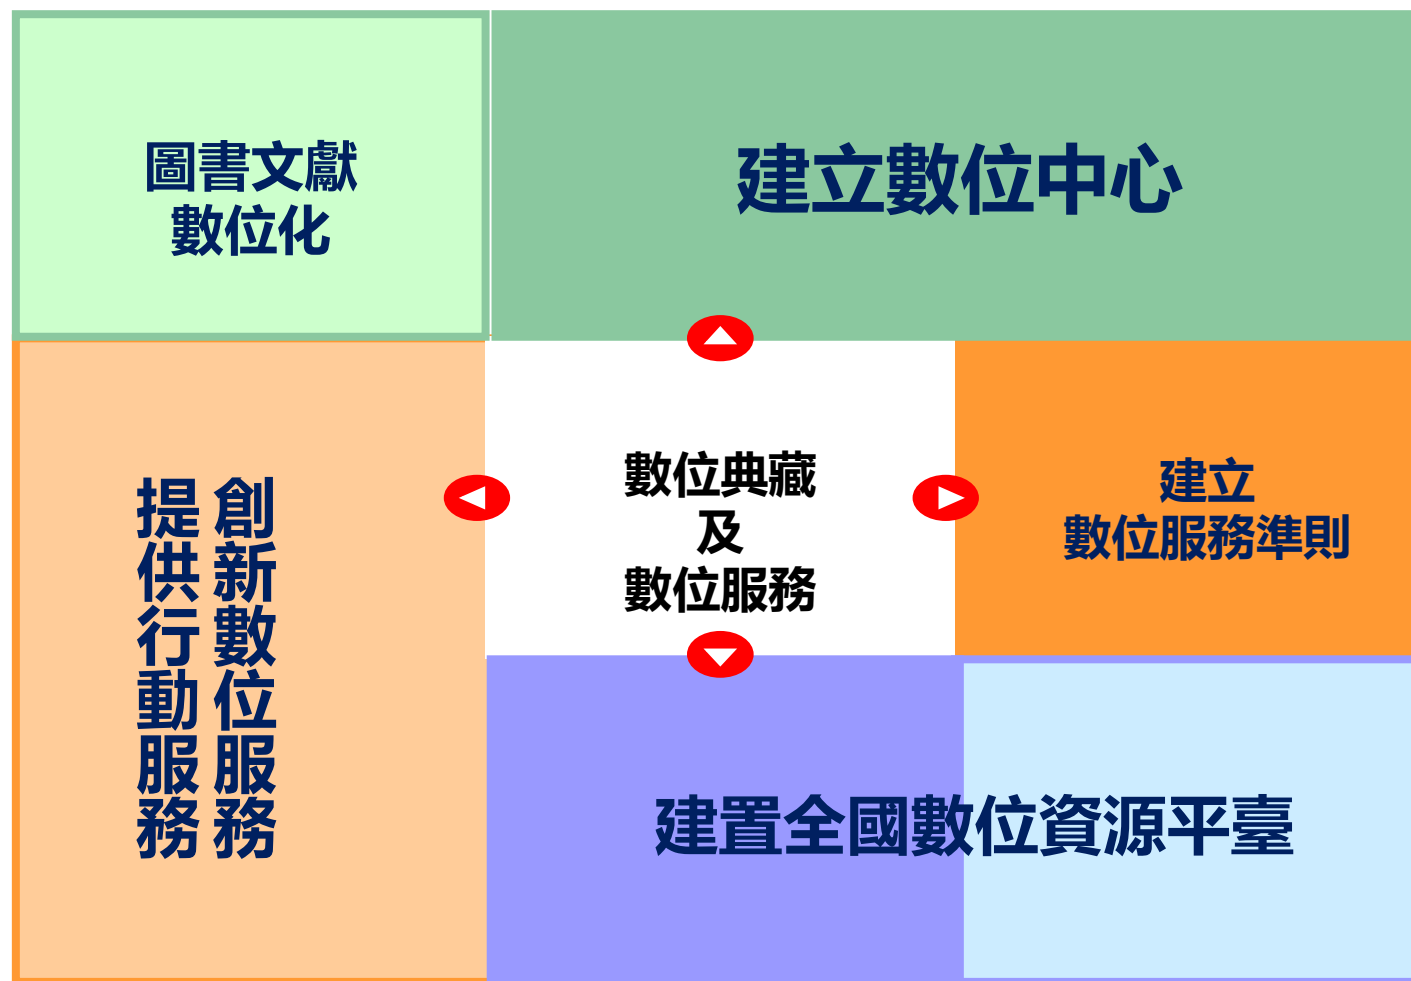 圖書文獻
數位化
建立數位中心
創新數位服務
提供行動服務
數位典藏
及
數位服務
建立
數位服務準則
建置全國數位資源平臺